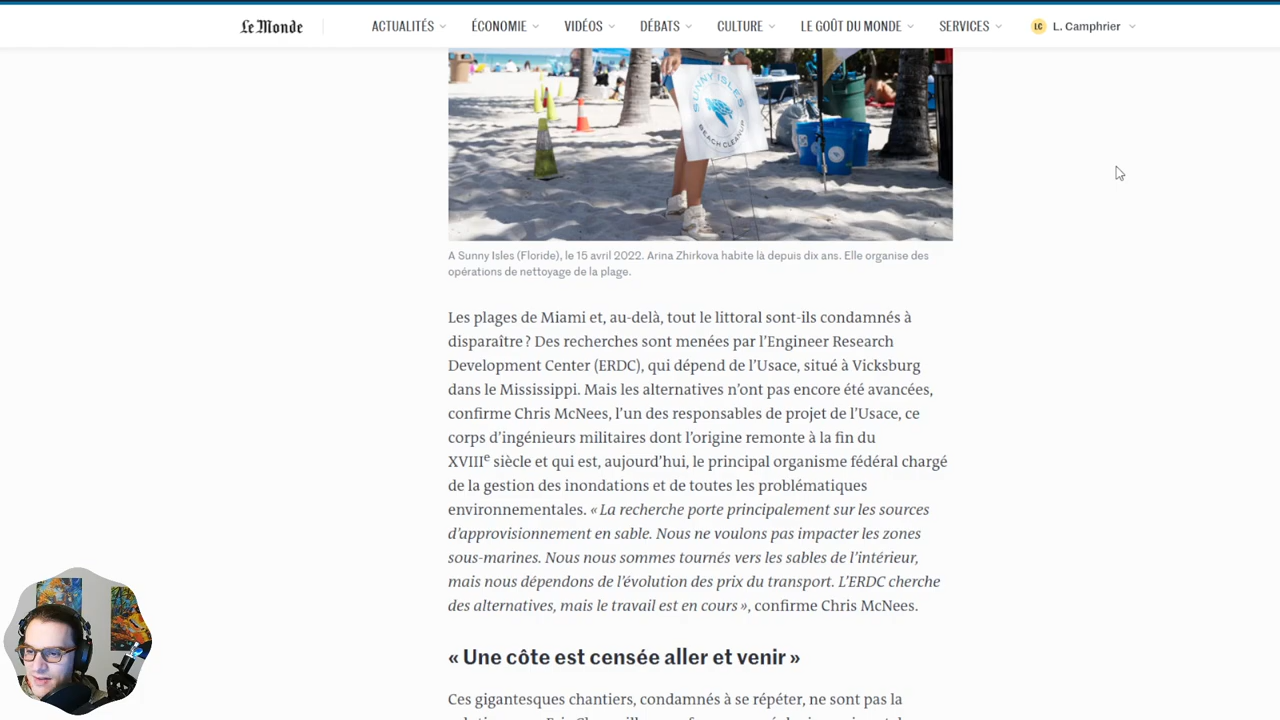 Le Monde
ACTUALITÉS ÉCONOMIE VIDÉOS DÉBATS CULTURE LE GOÛT DU MONDE SERVICES LC L. Camphrier
SUNNY ISLES
BEACH CLEANUP
A Sunny Isles (Floride), le 15 avril 2022. Arina Zhirkova habite là depuis dix ans. Elle organise des
opérations de nettoyage de la plage.
Les plages de Miami et, au-delà, tout le littoral sont-ils condamnés à
disparaître ? Des recherches sont menées par l’Engineer Research
Development Center (ERDC), qui dépend de l’Usace, situé à Vicksburg
dans le Mississippi. Mais les alternatives n’ont pas encore été avancées,
confirme Chris McNees, l’un des responsables de projet de l’Usace, ce
corps d’ingénieurs militaires dont l’origine remonte à la fin du
XVIIIe siècle et qui est, aujourd’hui, le principal organisme fédéral chargé
de la gestion des inondations et de toutes les problématiques
environnementales. « La recherche porte principalement sur les sources
d’approvisionnement en sable. Nous ne voulons pas impacter les zones
sous-marines. Nous nous sommes tournés vers les sables de l’intérieur,
mais nous dépendons de l’évolution des prix du transport. L’ERDC cherche
des alternatives, mais le travail est en cours », confirme Chris McNees.
« Une côte est censée aller et venir »
Ces gigantesques chantiers, condamnés à se répéter, ne sont pas la